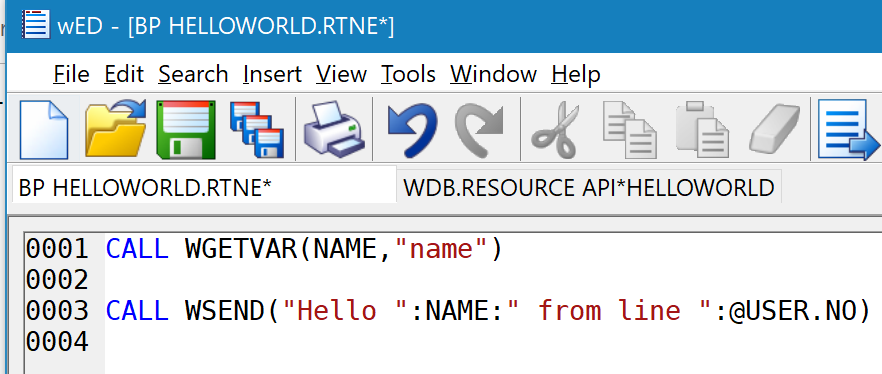 wED - [BP HELLOWORLD.RTNE*]
File Edit Search Insert View Tools Window Help
BP HELLOWORLD.RTNE* WDB.RESOURCE API*HELLOWORLD
0001 CALL WGETVAR(NAME,"name")
0002
0003 CALL WSEND("Hello ":NAME:" from line ":@USER.NO)
0004